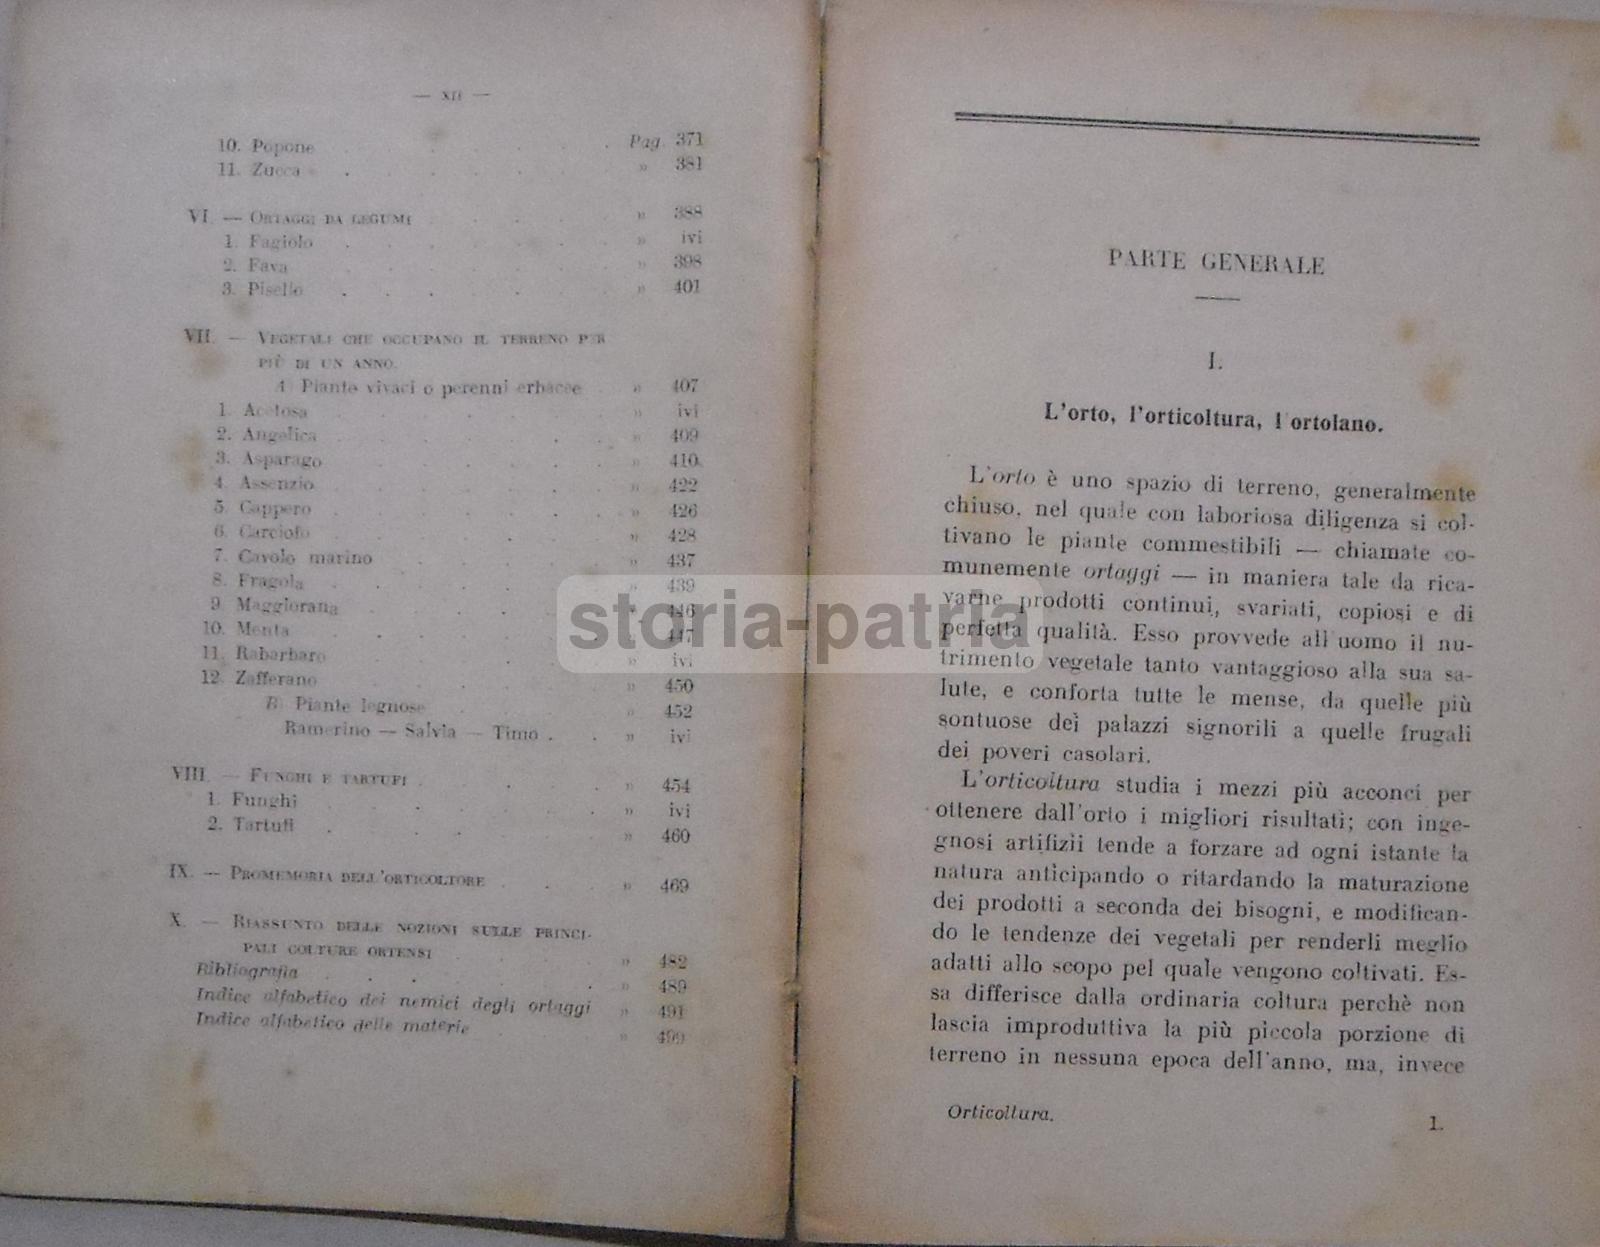 — XII —
10. Popone . . . . Pag. 371
11. Zucca . . . . » 381
VI. — Ortaggi da legumi . . . » 388
1. Fagiolo . . . . » ivi
2. Fava . . . . » 398
3. Pisello . . . . » 401
VII. — Vegetali che occupano il terreno per
più di un anno.
A. Piante vivaci o perenni erbacee . » 407
1. Acetosa . . . . » ivi
2. Angelica . . . . » 409
3. Asparago . . . . » 410
4. Assenzio . . . . » 422
5. Cappero . . . . » 426
6. Carciofo . . . . » 428
7. Cavolo marino . . . » 437
8. Fragola . . . . » 439
9. Maggiorana . . . . » 446
10. Menta . . . . » 447
11. Rabarbaro . . . . » ivi
12. Zafferano . . . . » 450
B. Piante legnose . . . » 452
Ramerino — Salvia — Timo . . » ivi
VIII. — Funghi e tartufi . . . » 454
1. Funghi . . . . » ivi
2. Tartufi . . . . » 460
IX. — Promemoria dell'orticoltore . . . » 469
X. — Riassunto delle nozioni sulle princi-
pali colture ortensi . . . » 482
Bibliografia . . . . » 489
Indice alfabetico dei nemici degli ortaggi » 491
Indice alfabetico delle materie . . » 499
storia-patria
PARTE GENERALE
I.
L'orto, l'orticoltura, l'ortolano.
L'orto è uno spazio di terreno, generalmente
chiuso, nel quale con laboriosa diligenza si col-
tivano le piante commestibili — chiamate co-
munemente ortaggi — in maniera tale da rica-
varne prodotti continui, svariati, copiosi e di
perfetta qualità. Esso provvede all'uomo il nu-
trimento vegetale tanto vantaggioso alla sua sa-
lute, e conforta tutte le mense, da quelle più
sontuose dei palazzi signorili a quelle frugali
dei poveri casolari.
L'orticoltura studia i mezzi più acconci per
ottenere dall'orto i migliori risultati; con inge-
gnosi artifizii tende a forzare ad ogni istante la
natura anticipando o ritardando la maturazione
dei prodotti a seconda dei bisogni, e modifican-
do le tendenze dei vegetali per renderli meglio
adatti allo scopo pel quale vengono coltivati. Es-
sa differisce dalla ordinaria coltura perchè non
lascia improduttiva la più piccola porzione di
terreno in nessuna epoca dell'anno, ma, invece
Orticoltura. 1.